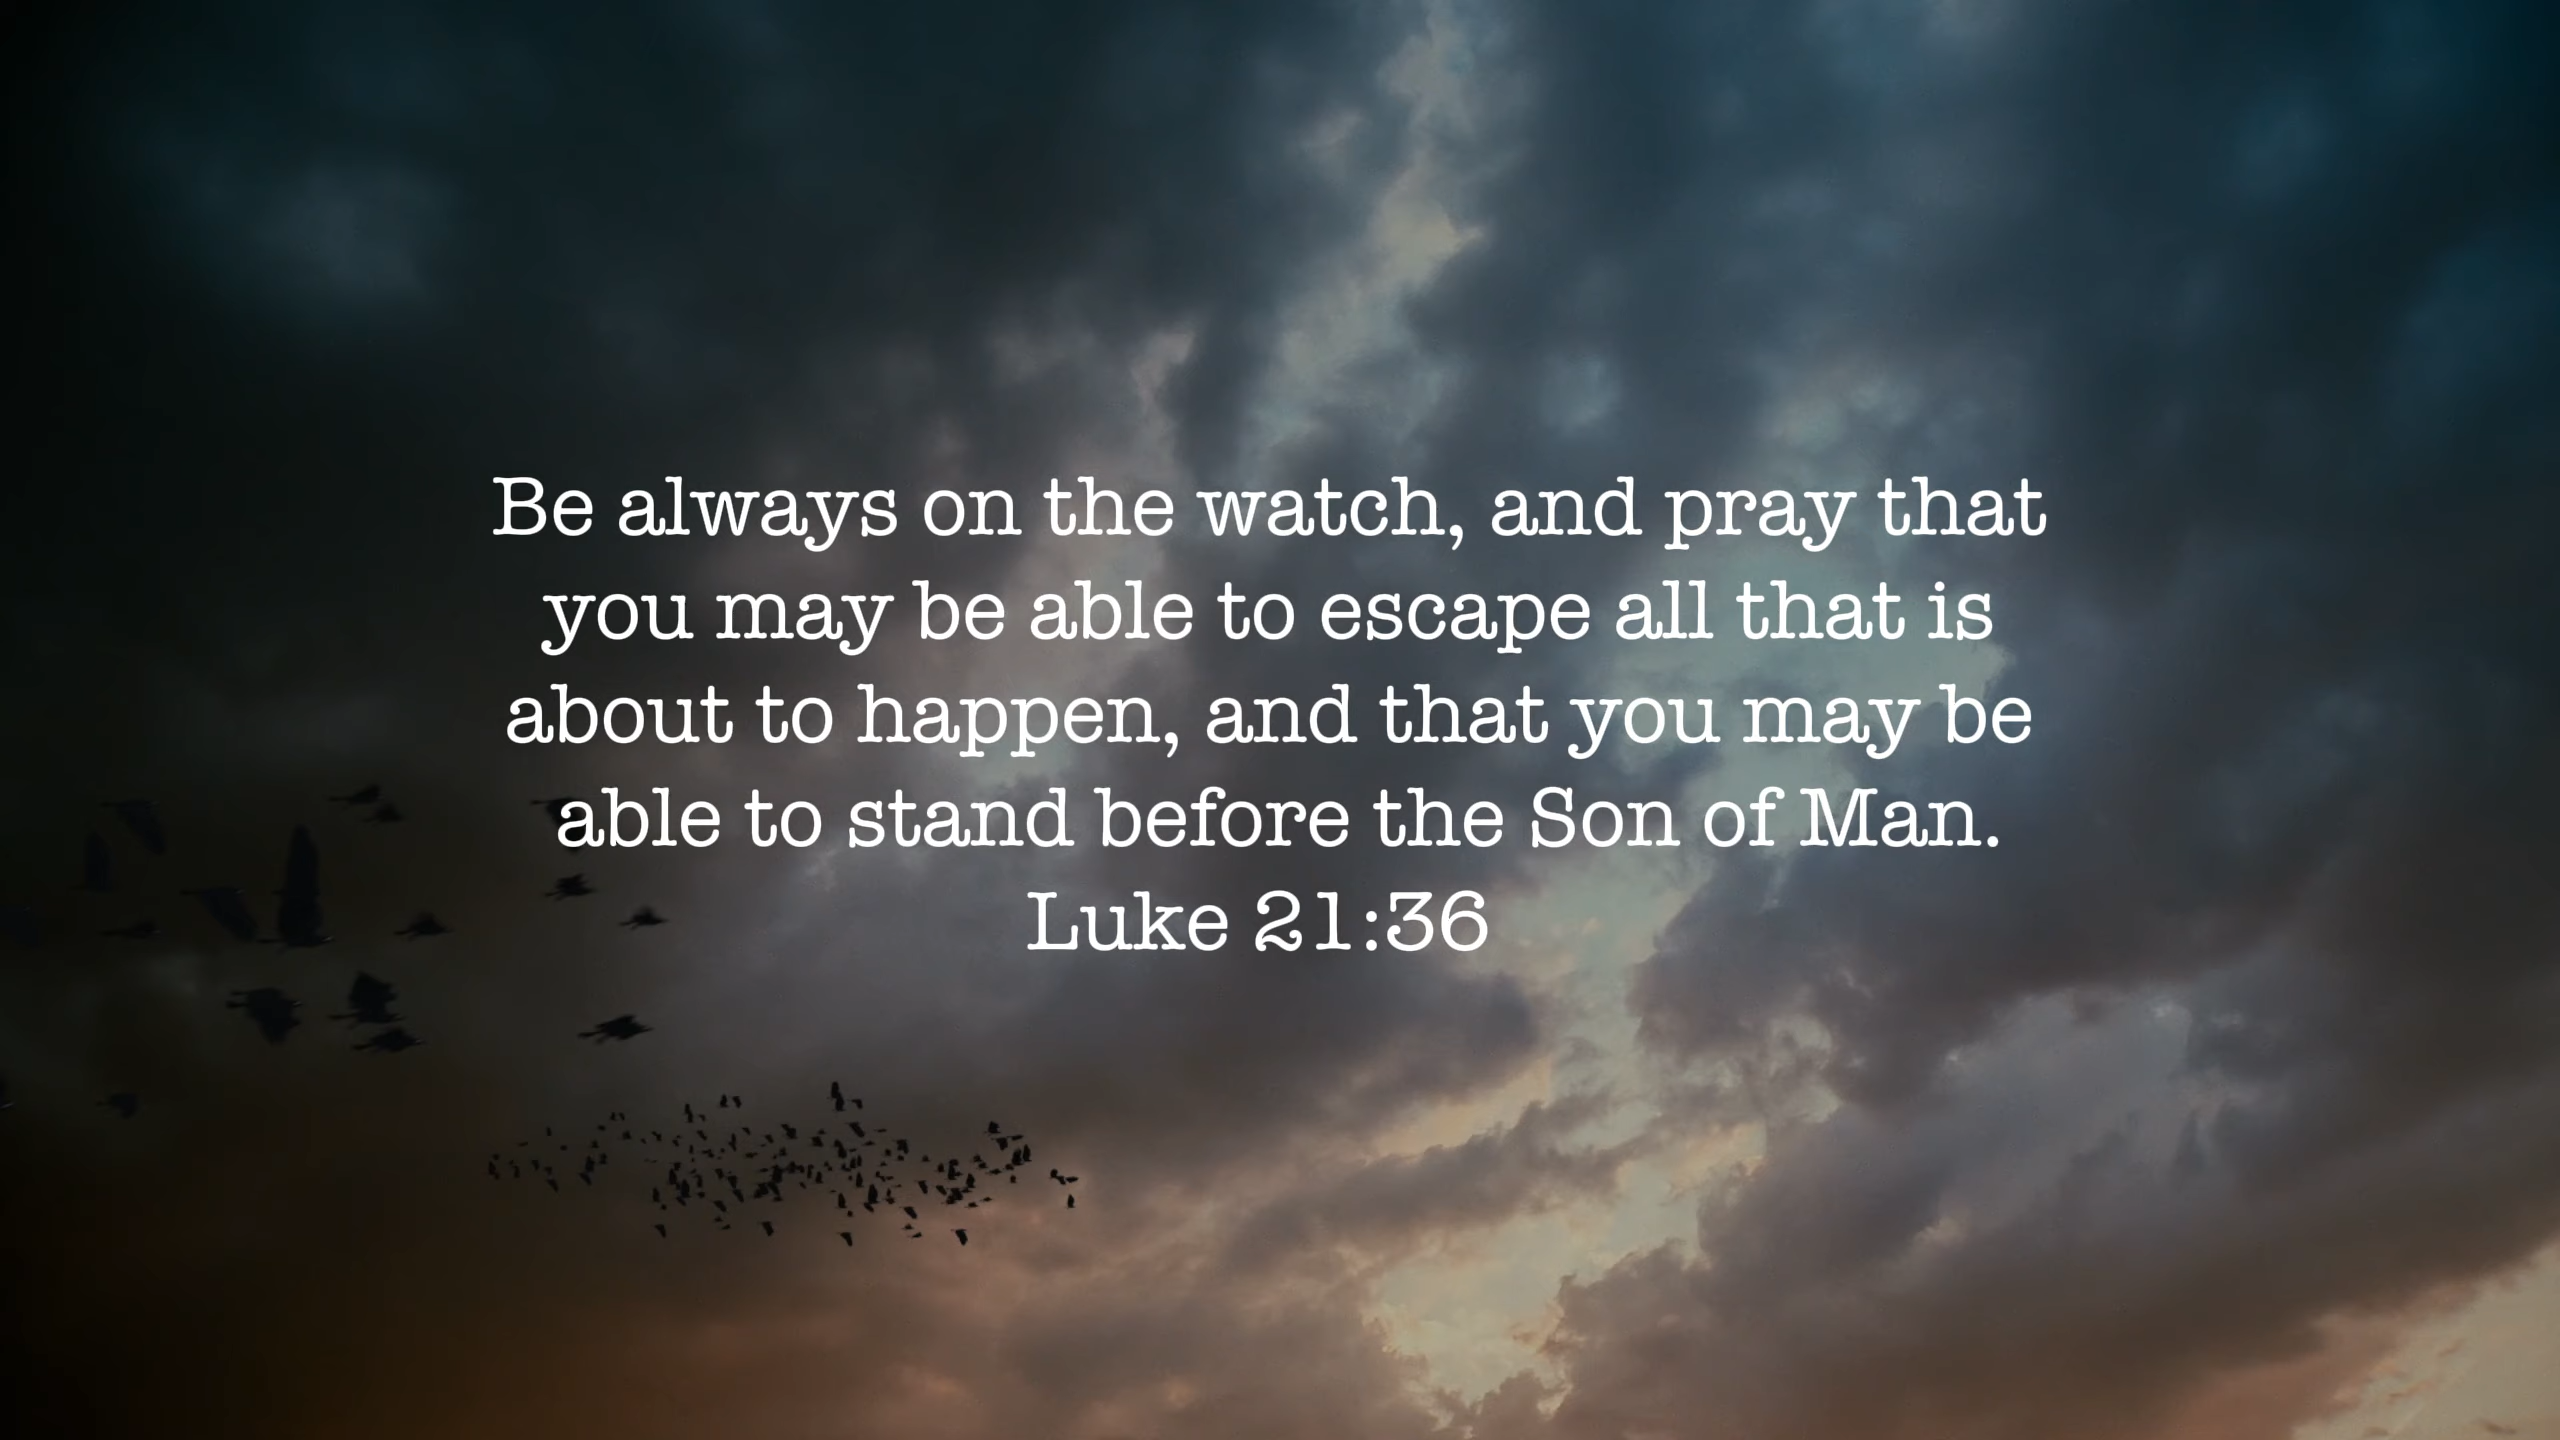 Be always on the watch, and pray that
you may be able to escape all that is
about to happen, and that you may be
able to stand before the Son of Man.
Luke 21:36